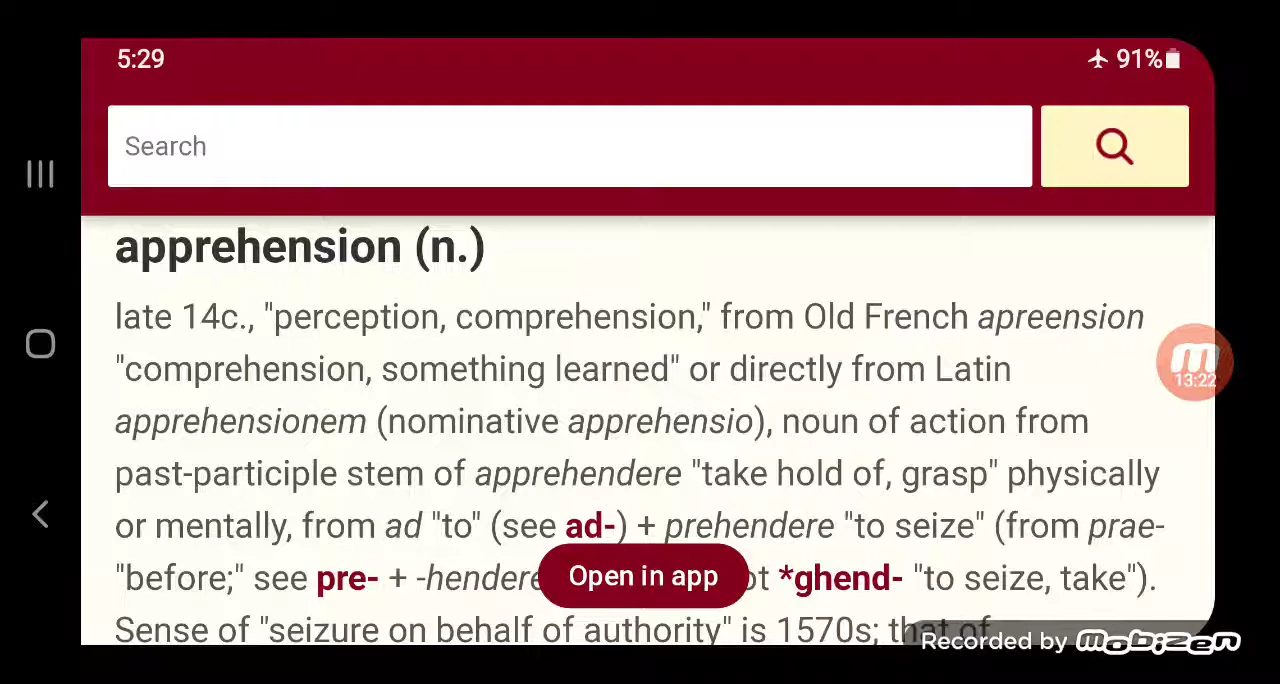 5:29
91%
Search
apprehension (n.)
late 14c., "perception, comprehension," from Old French apreension
"comprehension, something learned" or directly from Latin
apprehensionem (nominative apprehensio), noun of action from
past-participle stem of apprehendere "take hold of, grasp" physically
or mentally, from ad "to" (see ad-) + prehendere "to seize" (from prae-
"before;" see pre- + -hendere ot *ghend- "to seize, take").
Open in app
Sense of "seizure on behalf of authority" is 1570s; that of
13:22
Recorded by mobizen